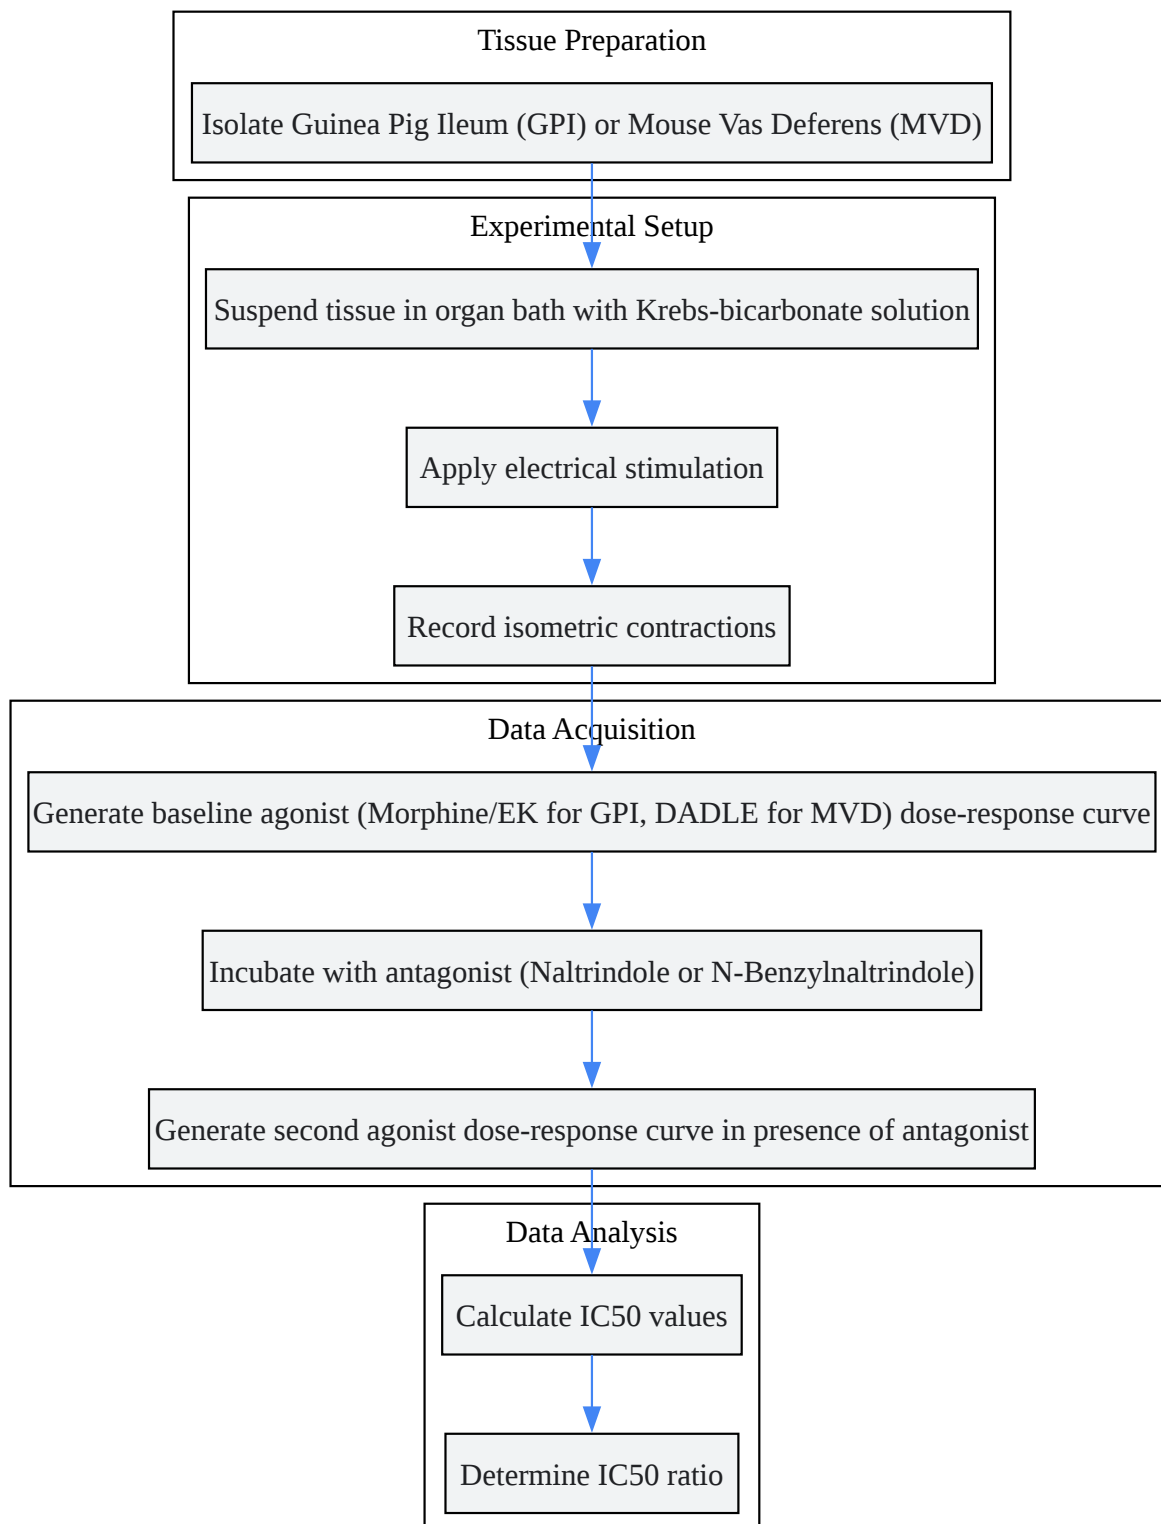 Tissue Preparation
Isolate Guinea Pig Ileum (GPI) or Mouse Vas Deferens (MVD)
Experimental Setup
Suspend tissue in organ bath with Krebs-bicarbonate solution
Apply electrical stimulation
Record isometric contractions
Data Acquisition
Generate baseline agonist (Morphine/EK for GPI, DADLE for MVD) dose-response curve
Incubate with antagonist (Naltrindole or N-Benzylnaltrindole)
Generate second agonist dose-response curve in presence of antagonist
Data Analysis
Calculate IC50 values
Determine IC50 ratio